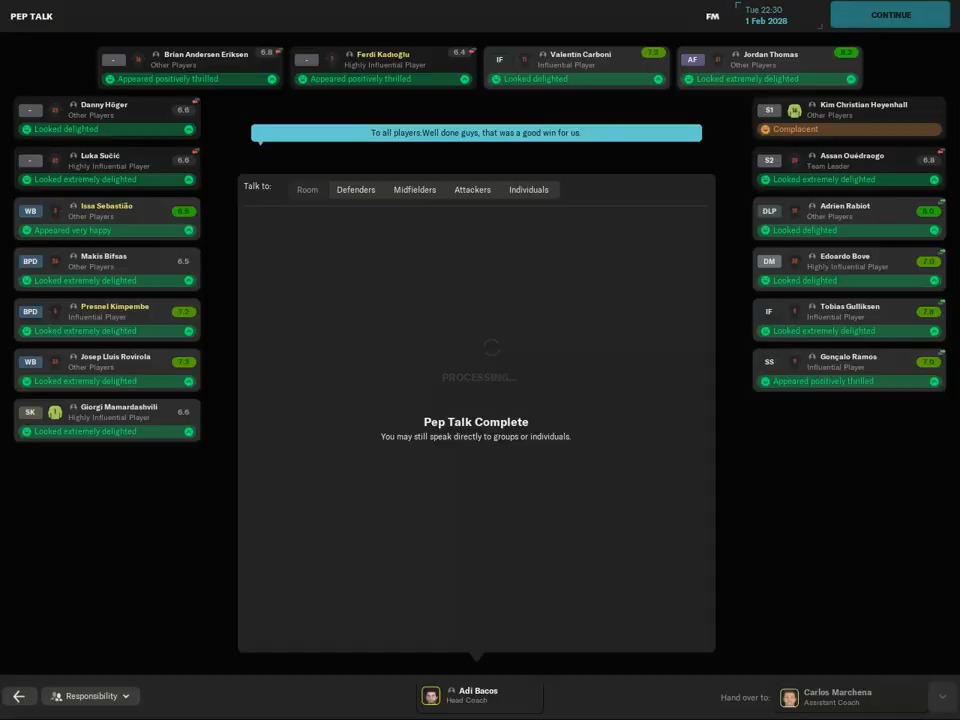 PEP TALK
FM
Tue 22:30
1 Feb 2028
CONTINUE
Brian Andersen Eriksen
6.8
Other Players
Appeared positively thrilled
Ferdi Kadıoğlu
6.4
Highly Influential Player
Appeared positively thrilled
IF
Valentín Carboni
Influential Player
Looked delighted
AF
Jordan Thomas
8.3
Other Players
Looked extremely delighted
Danny Höger
Other Players
6.6
Looked delighted
Luka Sučić
Highly Influential Player
6.6
Looked extremely delighted
WB
Issa Sebastião
Other Players
Appeared very happy
BPD
Makis Bifsas
Other Players
6.5
Looked extremely delighted
BPD
Presnel Kimpembe
Influential Player
Looked extremely delighted
WB
Josep Lluís Rovirola
Other Players
7.3
Looked extremely delighted
SK
Giorgi Mamardashvili
Highly Influential Player
6.6
Looked extremely delighted
To all players:Well done guys, that was a good win for us.
Talk to:
Room
Defenders
Midfielders
Attackers
Individuals
PROCESSING...
Pep Talk Complete
You may still speak directly to groups or individuals.
S1
Kim Christian Høyenhall
Other Players
Complacent
S2
Assan Ouédraogo
Team Leader
6.8
Looked extremely delighted
DLP
Adrien Rabiot
Other Players
8.0
Looked delighted
DM
Edoardo Bove
Highly Influential Player
7.0
Looked delighted
IF
Tobias Gulliksen
Influential Player
7.8
Looked extremely delighted
SS
Gonçalo Ramos
Influential Player
7.0
Appeared positively thrilled
Responsibility
Adi Bacos
Head Coach
Hand over to:
Carlos Marchena
Assistant Coach